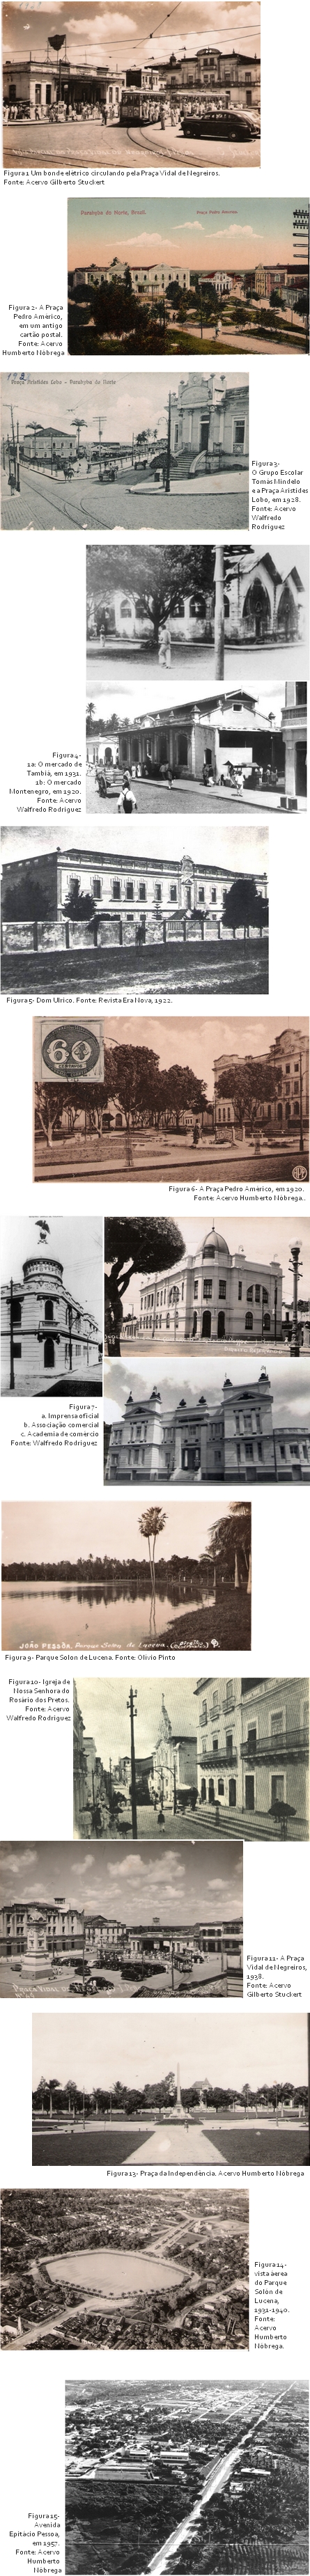 Figura 1 Um bonde elétrico circulando pela Praça Vidal de Negreiros.
Fonte: Acervo Gilberto Stuckert
Parahyba do Norte, Brazil.
Praça Pedro Americo
Figura 2- A Praça
Pedro Américo,
em um antigo
cartão postal.
Fonte: Acervo
Humberto Nóbrega
Praça Aristides Lobo - Parahyba do Norte
Figura 3-
O Grupo Escolar
Tomás Mindelo
e a Praça Aristides
Lobo, em 1928.
Fonte: Acervo
Walfredo
Rodriguez
Figura 4-
1a: O mercado de
Tambiá, em 1931.
1b: O mercado
Montenegro, em 1920.
Fonte: Acervo
Walfredo Rodriguez
Figura 5- Dom Ulrico. Fonte: Revista Era Nova, 1922.
60
Figura 6- A Praça Pedro Américo, em 1920.
Fonte: Acervo Humberto Nóbrega.
Figura 7-
a. Imprensa oficial
b. Associação comercial
c. Academia de comércio
Fonte: Walfredo Rodriguez
JOÃO PESSÔA. Parque Solon de Lucena.
Figura 9- Parque Solon de Lucena. Fonte: Olivio Pinto
Figura 10- Igreja de
Nossa Senhora do
Rosário dos Pretos.
Fonte: Acervo
Walfredo Rodriguez
Figura 11- A Praça
Vidal de Negreiros,
1938.
Fonte: Acervo
Gilberto Stuckert
Figura 13- Praça da Independência. Acervo Humberto Nóbrega
Figura 14-
vista aerea
do Parque
Sólon de
Lucena,
1931-1940.
Fonte:
Acervo
Humberto
Nóbrega.
Figura 15-
Avenida
Epitácio Pessoa,
em 1957.
Fonte: Acervo
Humberto
Nóbrega